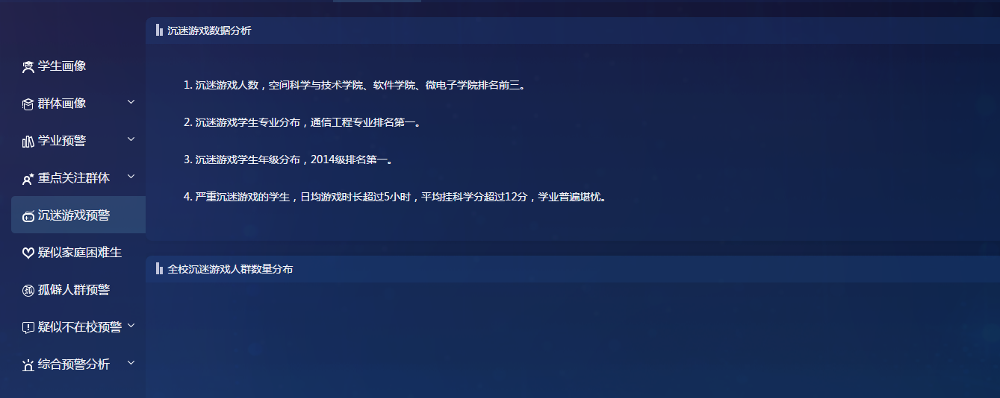 学生画像
群体画像
学业预警
重点关注群体
沉迷游戏预警
疑似家庭困难生
孤僻人群预警
疑似不在校预警
综合预警分析
沉迷游戏数据分析
1. 沉迷游戏人数，空间科学与技术学院、软件学院、微电子学院排名前三。
2. 沉迷游戏学生专业分布，通信工程专业排名第一。
3. 沉迷游戏学生年级分布，2014级排名第一。
4. 严重沉迷游戏的学生，日均游戏时长超过5小时，平均挂科学分超过12分，学业普遍堪忧。
全校沉迷游戏人群数量分布